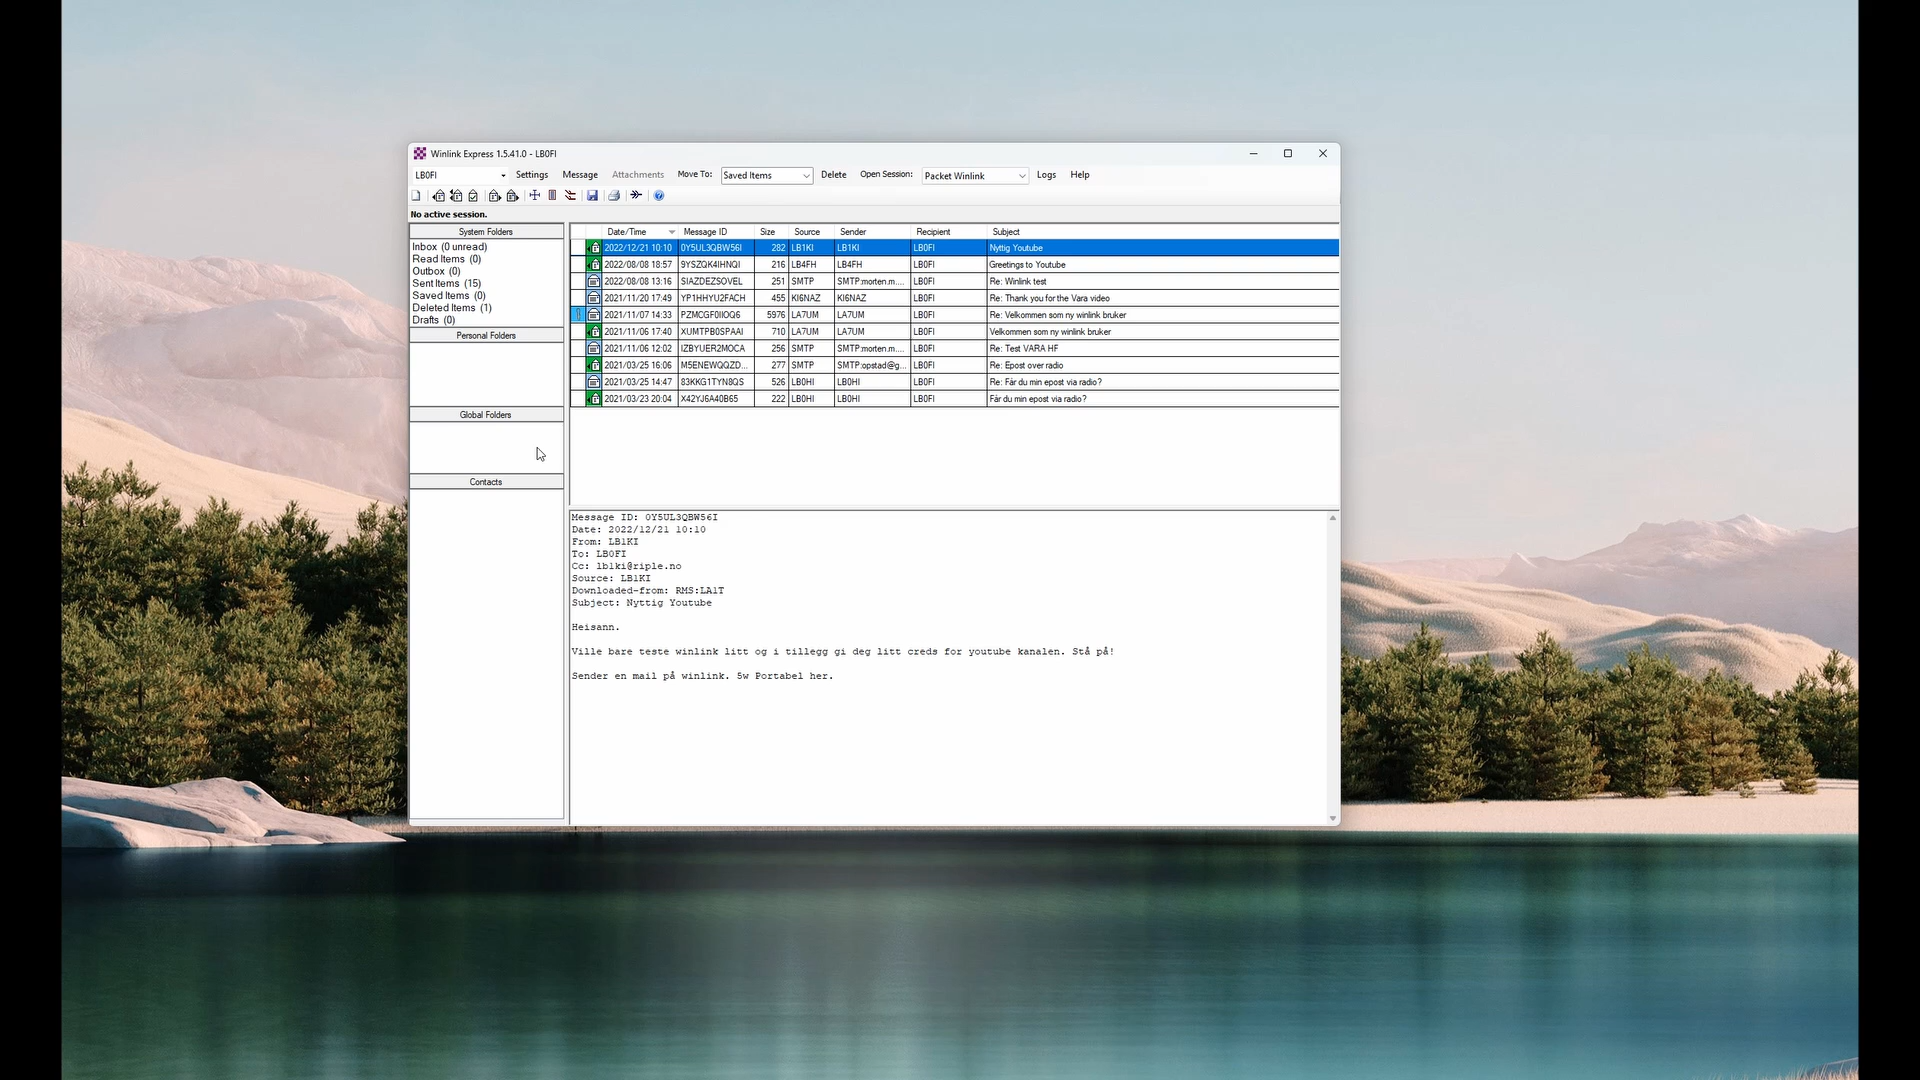 Winlink Express 1.5.41.0 - LB0FI
LB0FI Settings Message Attachments Move To: Saved Items Delete Open Session: Packet Winlink Logs Help
No active session.
System Folders
Inbox (0 unread)
Read Items (0)
Outbox (0)
Sent Items (15)
Saved Items (0)
Deleted Items (1)
Drafts (0)
Personal Folders
Global Folders
Contacts
Date/Time Message ID Size Source Sender Recipient Subject
2022/12/21 10:10 0Y5UL3QBW56I 282 LB1KI LB1KI LB0FI Nyttig Youtube
2022/08/08 18:57 9YSZQK4IHNQI 216 LB4FH LB4FH LB0FI Greetings to Youtube
2022/08/08 13:16 SIAZDEZSOVEL 251 SMTP SMTP:morten.m.... LB0FI Re: Winlink test
2021/11/20 17:49 YP1HHYU2FACH 455 KI6NAZ KI6NAZ LB0FI Re: Thank you for the Vara video
2021/11/07 14:33 PZMCGF0IIOQ6 5976 LA7UM LA7UM LB0FI Re: Velkommen som ny winlink bruker
2021/11/06 17:40 XUMTPB0SPAAI 710 LA7UM LA7UM LB0FI Velkommen som ny winlink bruker
2021/11/06 12:02 IZBYUER2MOCA 256 SMTP SMTP:morten.m.... LB0FI Re: Test VARA HF
2021/03/25 16:06 M5ENEWQQZD... 277 SMTP SMTP:opstad@g... LB0FI Re: Epost over radio
2021/03/25 14:47 83KKG1TYN8QS 526 LB0HI LB0HI LB0FI Re: Får du min epost via radio?
2021/03/23 20:04 X42YJ6A40B65 222 LB0HI LB0HI LB0FI Får du min epost via radio?
Message ID: 0Y5UL3QBW56I
Date: 2022/12/21 10:10
From: LB1KI
To: LB0FI
Cc: lb1ki@riple.no
Source: LB1KI
Downloaded-from: RMS:LA1T
Subject: Nyttig Youtube
Heisann.
Ville bare teste winlink litt og i tillegg gi deg litt creds for youtube kanalen. Stå på!
Sender en mail på winlink. 5w Portabel her.